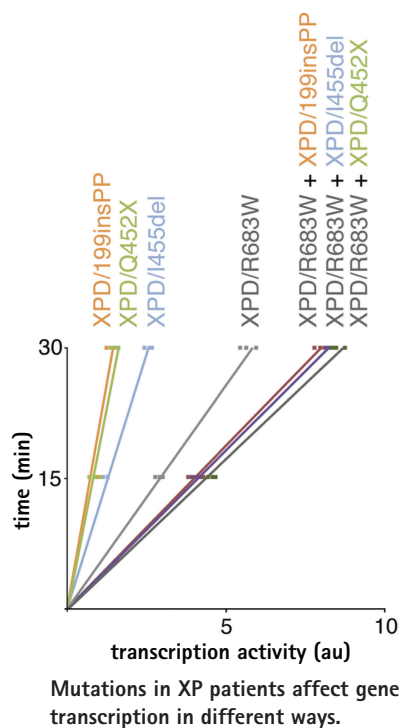 XPD/199insPP
XPD/Q452X
XPD/I455del
XPD/R683W
XPD/R683W + XPD/199insPP
XPD/R683W + XPD/I455del
XPD/R683W + XPD/Q452X
30
15
time (min)
5
10
transcription activity (au)
Mutations in XP patients affect gene
transcription in different ways.